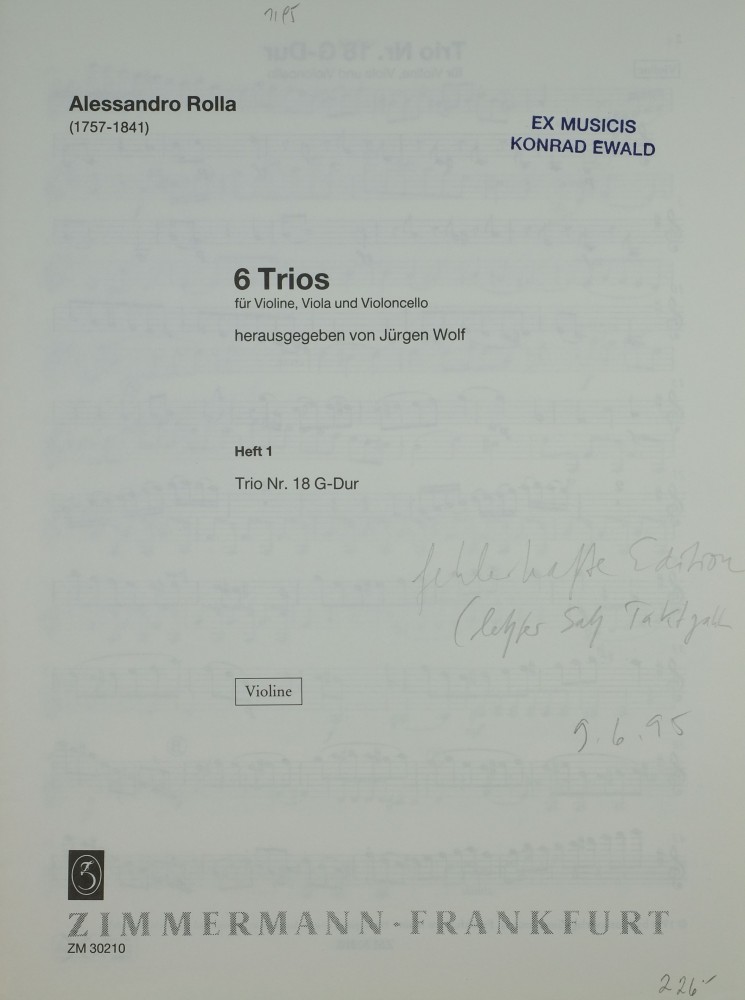 Alessandro Rolla
(1757-1841)
EX MUSICIS
KONRAD EWALD
6 Trios
für Violine, Viola und Violoncello
herausgegeben von Jürgen Wolf
Heft 1
Trio Nr. 18 G-Dur
fehlerhafte Edition
(letzter Satz
Violine
9.6.95
ZIMMERMANN-FRANKFURT
ZM 30210